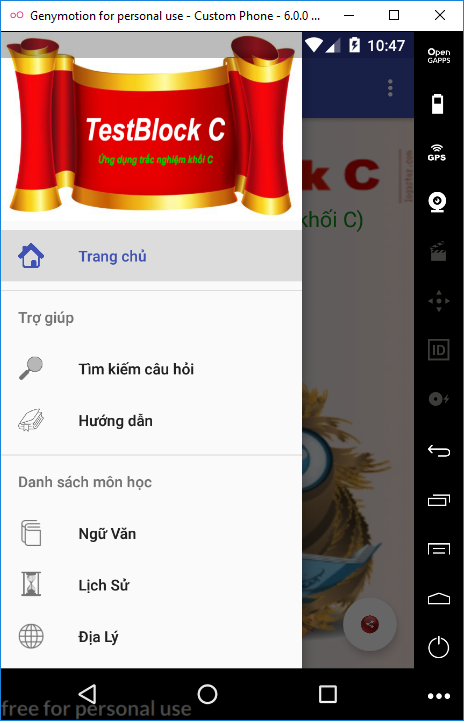 Genymotion for personal use - Custom Phone - 6.0.0 ...
10:47
Open
GAPPS
TestBlock C
Ứng dụng trắc nghiệm khối C
k C
khối C)
GPS
Trang chủ
Trợ giúp
Tìm kiếm câu hỏi
ID
Hướng dẫn
Danh sách môn học
Ngữ Văn
Lịch Sử
Địa Lý
free for personal use